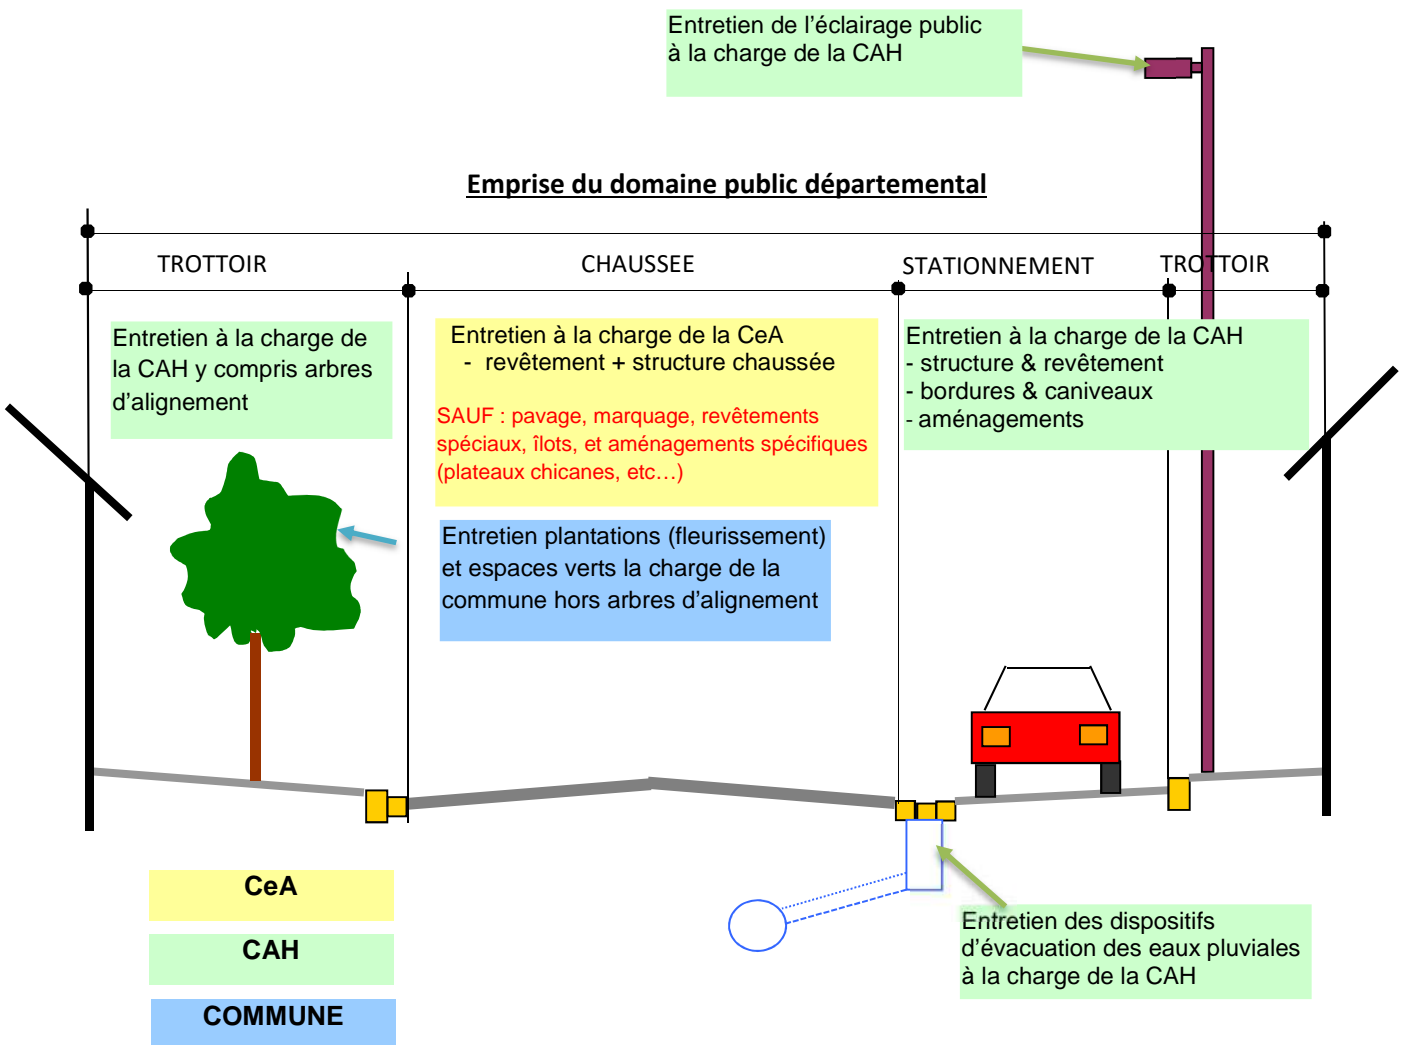 Entretien de l'éclairage public
à la charge de la CAH
Emprise du domaine public départemental
TROTTOIR
CHAUSSEE
STATIONNEMENT
TROTTOIR
Entretien à la charge de
la CAH y compris arbres
d'alignement
Entretien à la charge de la CeA
- revêtement + structure chaussée
SAUF : pavage, marquage, revêtements
spéciaux, îlots, et aménagements spécifiques
(plateaux chicanes, etc…)
Entretien plantations (fleurissement)
et espaces verts la charge de la
commune hors arbres d'alignement
Entretien à la charge de la CAH
- structure & revêtement
- bordures & caniveaux
- aménagements
Entretien des dispositifs
d'évacuation des eaux pluviales
à la charge de la CAH
CeA
CAH
COMMUNE